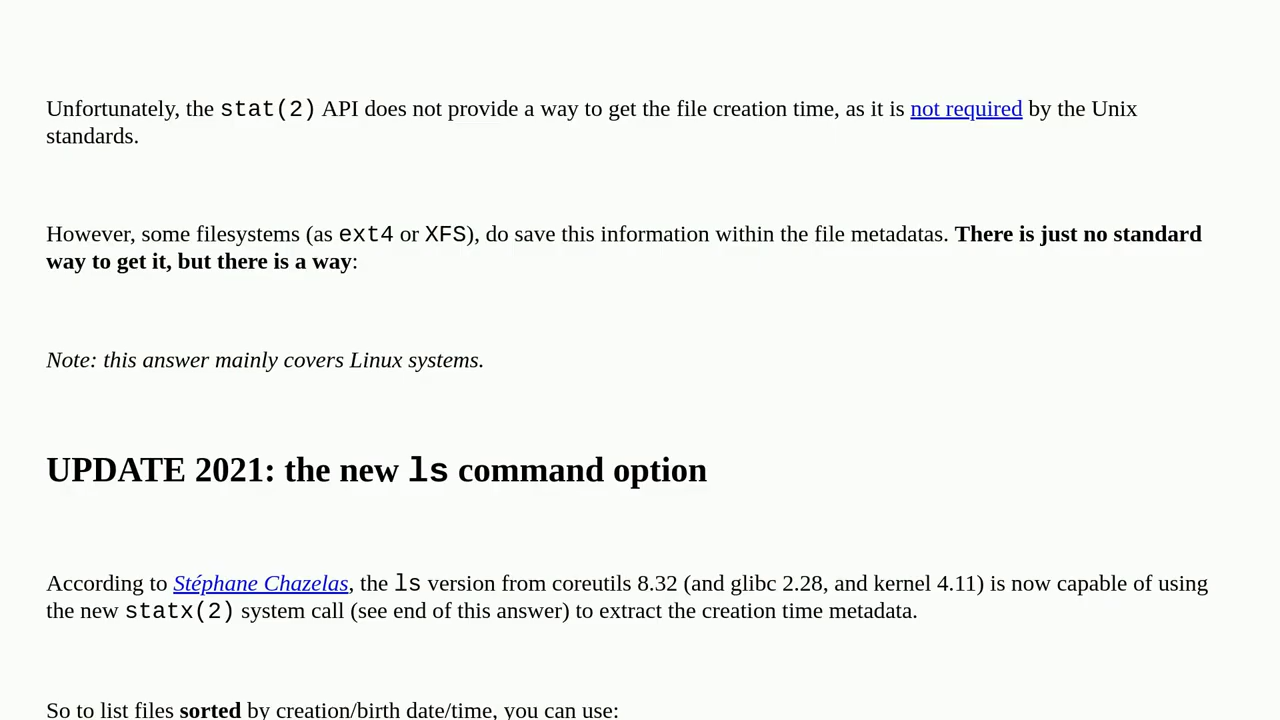 Unfortunately, the stat(2) API does not provide a way to get the file creation time, as it is not required by the Unix
standards.
However, some filesystems (as ext4 or XFS), do save this information within the file metadatas. There is just no standard
way to get it, but there is a way:
Note: this answer mainly covers Linux systems.
UPDATE 2021: the new ls command option
According to Stéphane Chazelas, the ls version from coreutils 8.32 (and glibc 2.28, and kernel 4.11) is now capable of using
the new statx(2) system call (see end of this answer) to extract the creation time metadata.
So to list files sorted by creation/birth date/time, you can use: